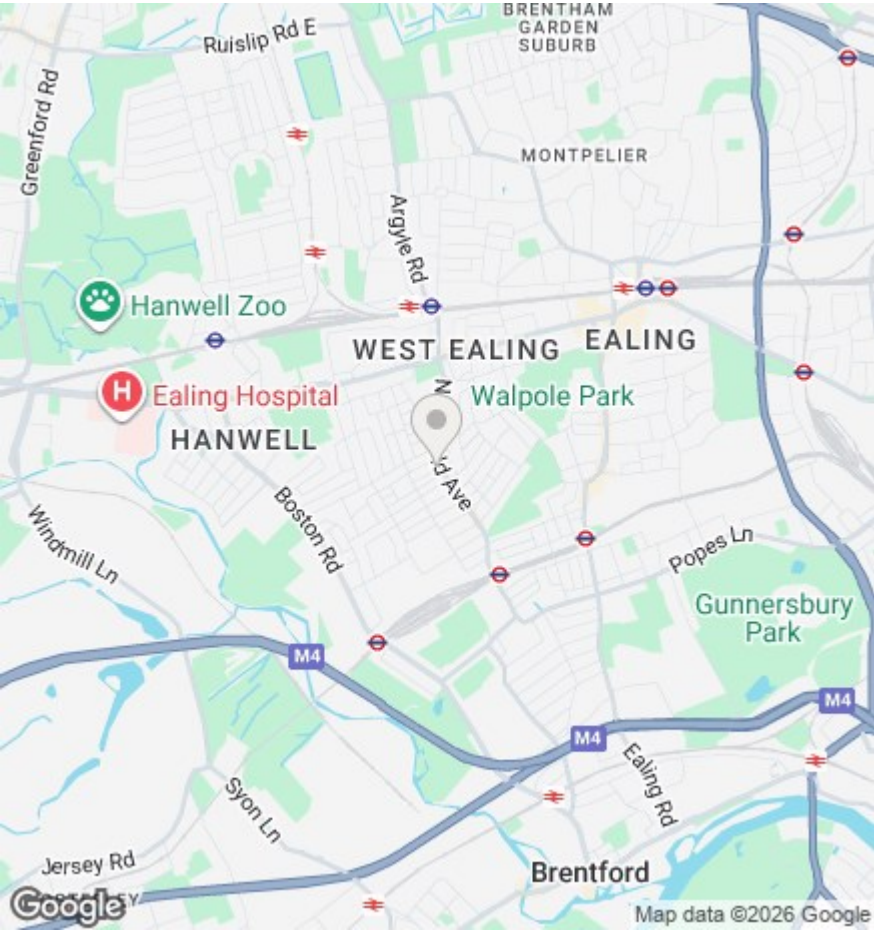 BRENTHAM
GARDEN
SUBURB
Ruislip Rd E
Greenford Rd
MONTPELIER
Argyle Rd
Hanwell Zoo
WEST EALING
EALING
H
Ealing Hospital
N
Walpole Park
HANWELL
ld Ave
Boston Rd
Windmill Ln
Popes Ln
Gunnersbury
Park
M4
M4
M4
Ealing Rd
Syon Ln
Jersey Rd
Brentford
Google
Map data ©2026 Google